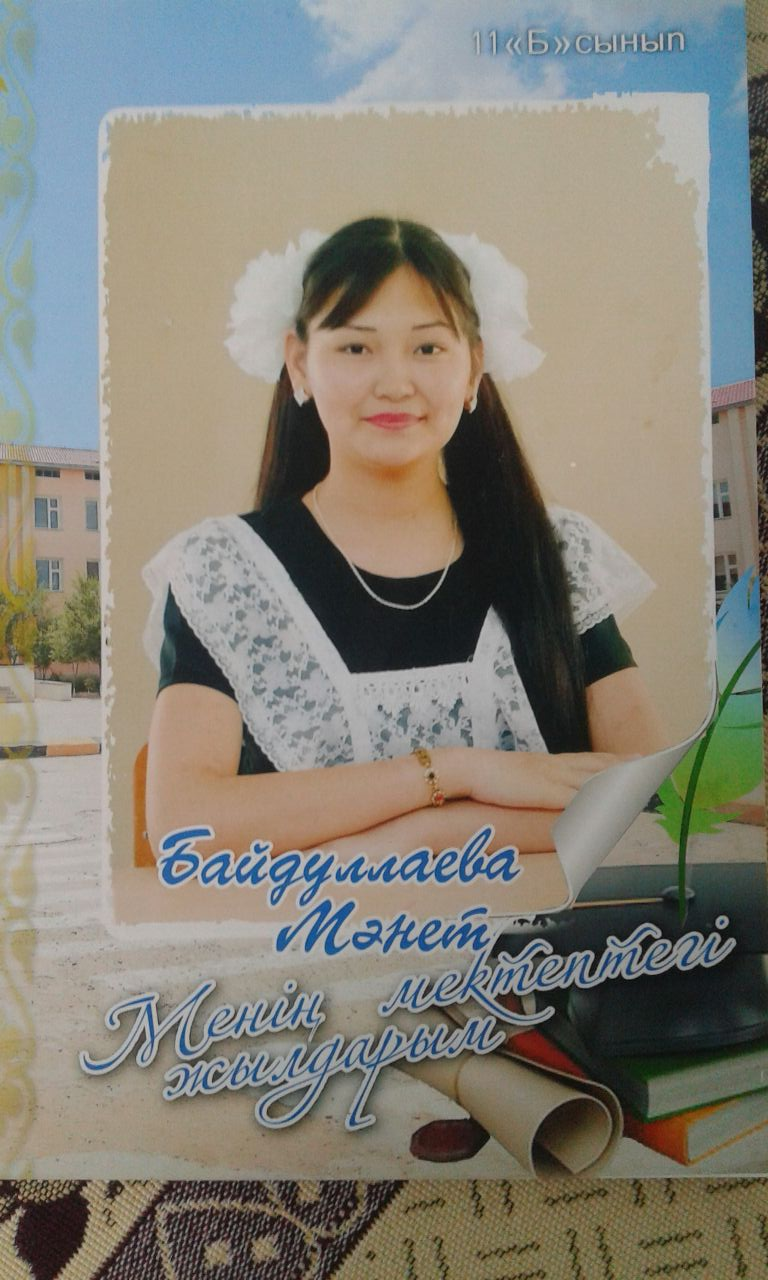 11«Б»сынып
Байдуллаева
Мәнет
Менің мектептегі
жылдарым